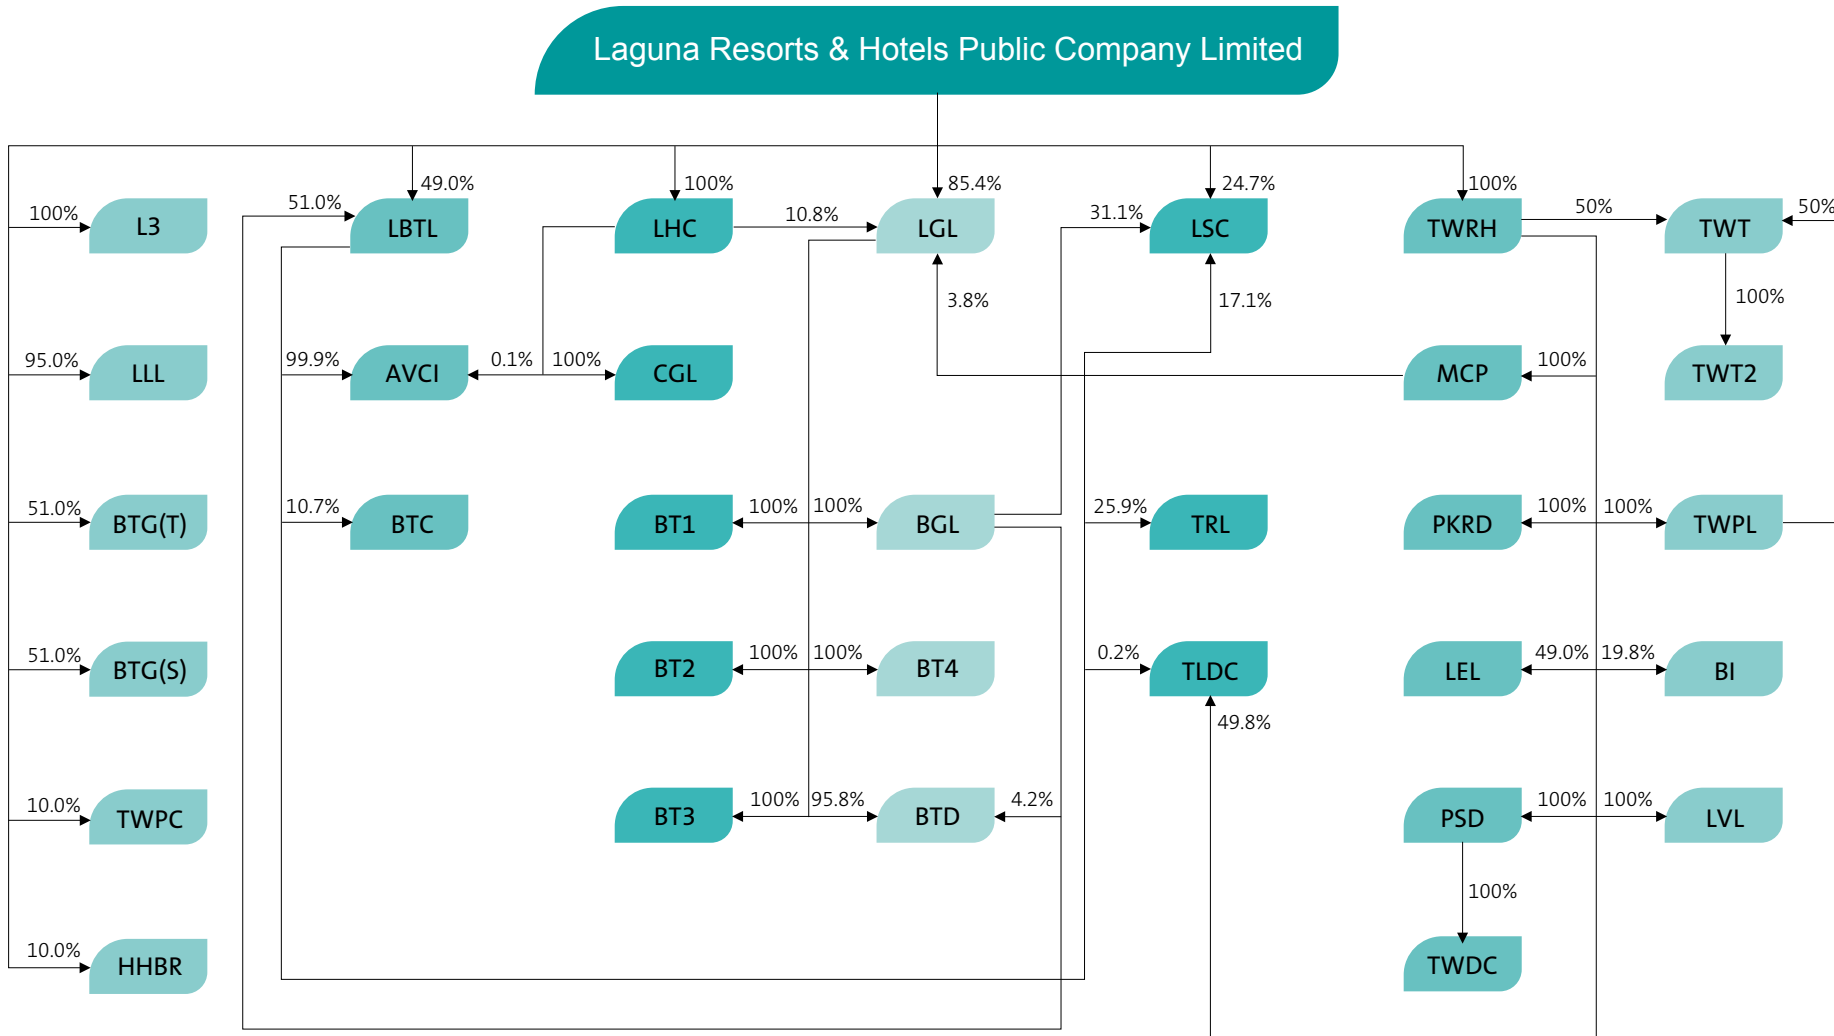 Laguna Resorts & Hotels Public Company Limited
49.0%
100%
85.4%
24.7%
100%
100%
L3
51.0%
LBTL
LHC
10.8%
LGL
31.1%
LSC
TWRH
50%
TWT
50%
3.8%
17.1%
100%
95.0%
LLL
99.9%
AVCI
0.1%
100%
CGL
MCP
100%
TWT2
51.0%
BTG(T)
10.7%
BTC
BT1
100%
100%
BGL
25.9%
TRL
PKRD
100%
100%
TWPL
51.0%
BTG(S)
BT2
100%
100%
BT4
0.2%
TLDC
LEL
49.0%
19.8%
BI
49.8%
10.0%
TWPC
BT3
100%
95.8%
BTD
4.2%
PSD
100%
100%
LVL
100%
10.0%
HHBR
TWDC